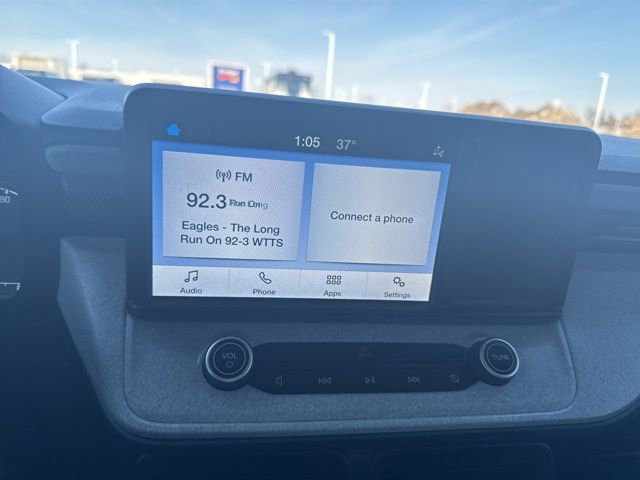 1:05 37°
FM
92.3
Eagles - The Long
Run On 92-3 WTTS
Connect a phone
Audio Phone Apps Settings
80
VOL
TUNE